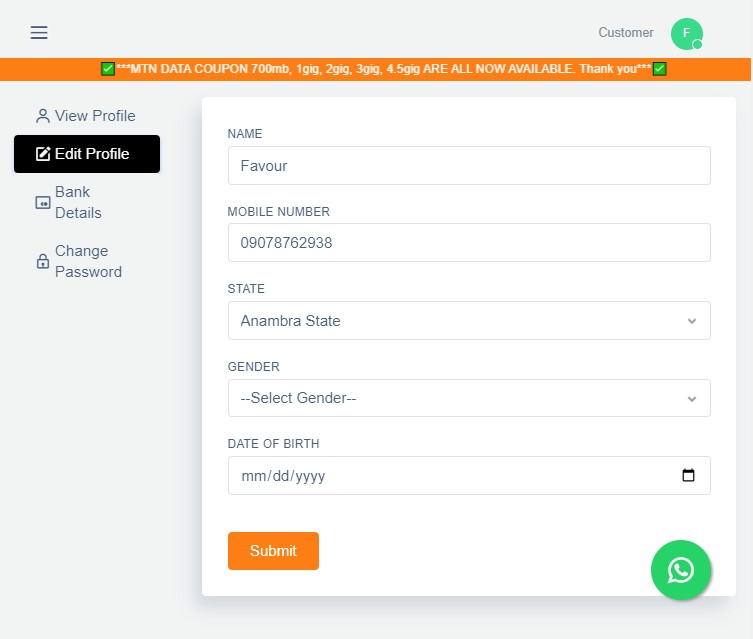 Customer
F
✅***MTN DATA COUPON 700mb, 1gig, 2gig, 3gig, 4.5gig ARE ALL NOW AVAILABLE. Thank you***✅
View Profile
Edit Profile
Bank
Details
Change
Password
NAME
Favour
MOBILE NUMBER
09078762938
STATE
Anambra State
GENDER
--Select Gender--
DATE OF BIRTH
mm/dd/yyyy
Submit